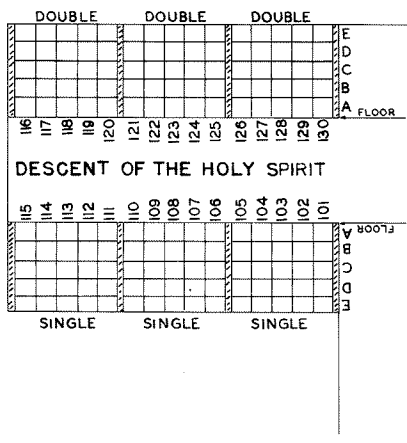 DOUBLE DOUBLE DOUBLE
E
D
C
B
A
FLOOR
116 117 118 119 120 121 122 123 124 125 126 127 128 129 130
DESCENT OF THE HOLY SPIRIT
115 114 113 112 111 110 109 108 107 106 105 104 103 102 101
FLOOR
A
B
C
D
E
SINGLE SINGLE SINGLE